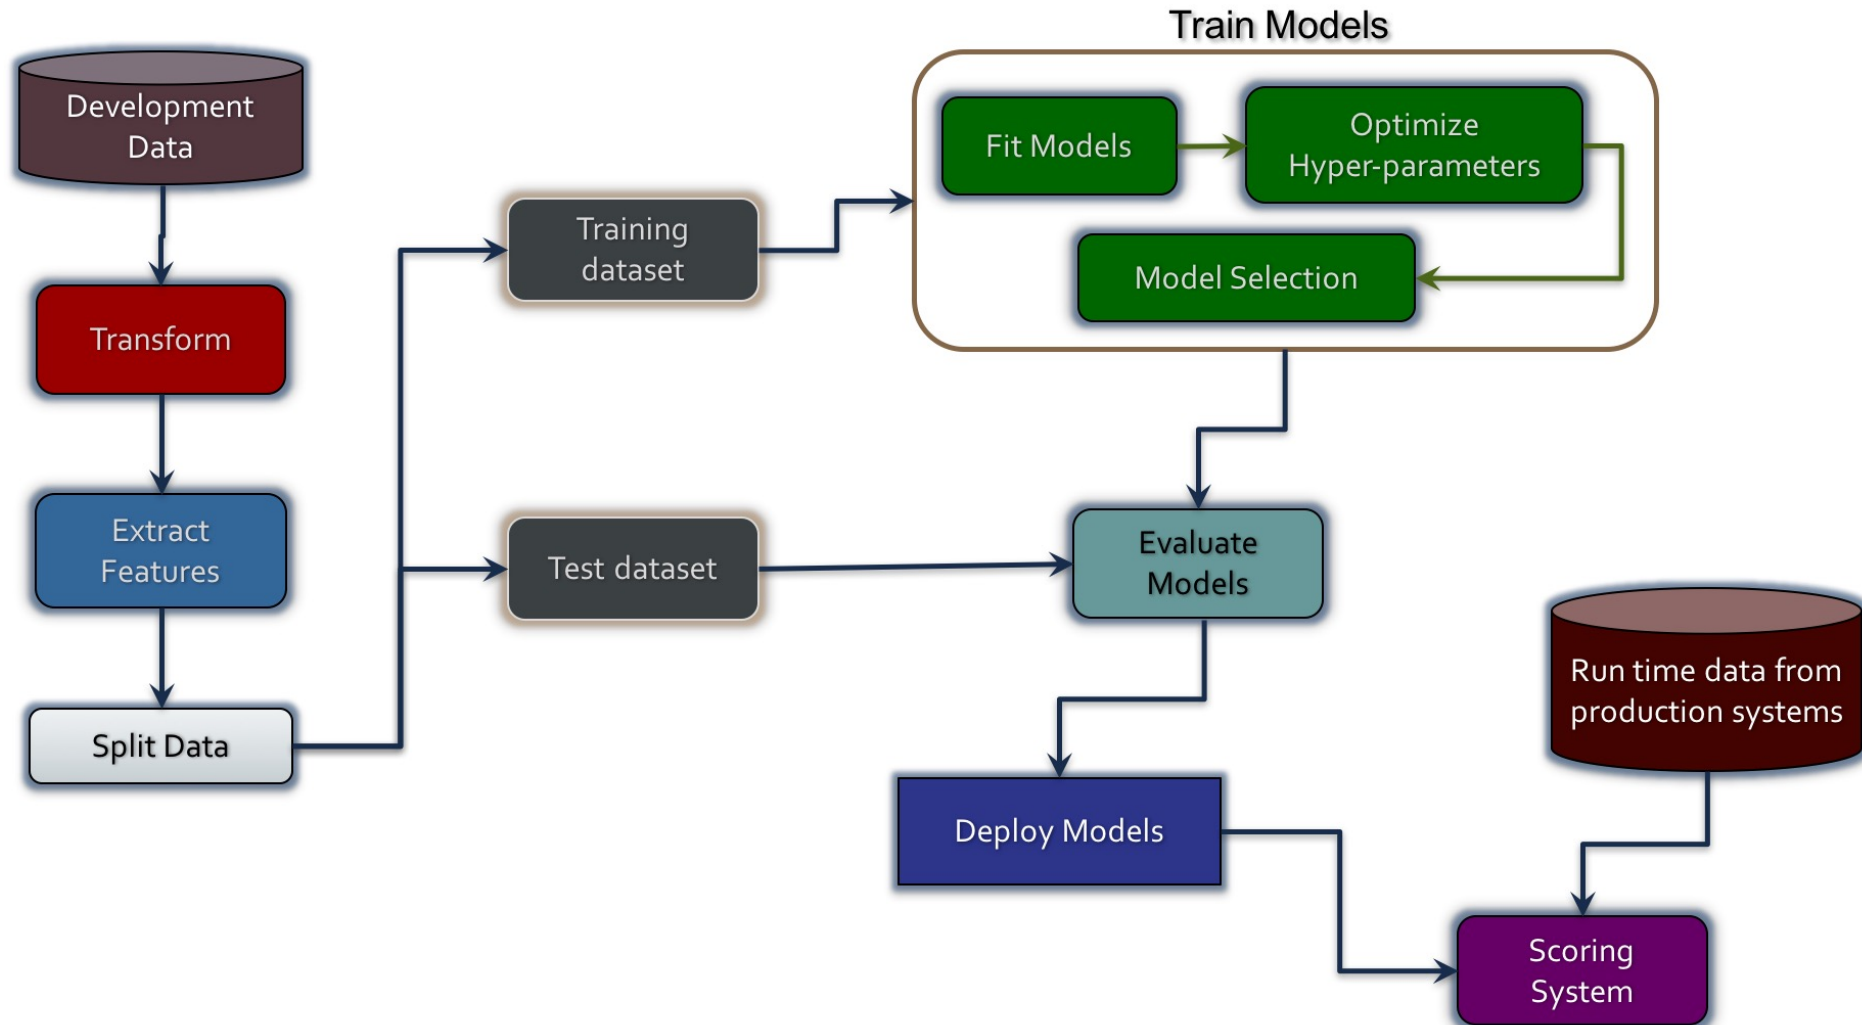 Train Models
Development
Data
Fit Models
Optimize
Hyper-parameters
Training
dataset
Model Selection
Transform
Extract
Features
Test dataset
Evaluate
Models
Run time data from
production systems
Split Data
Deploy Models
Scoring
System